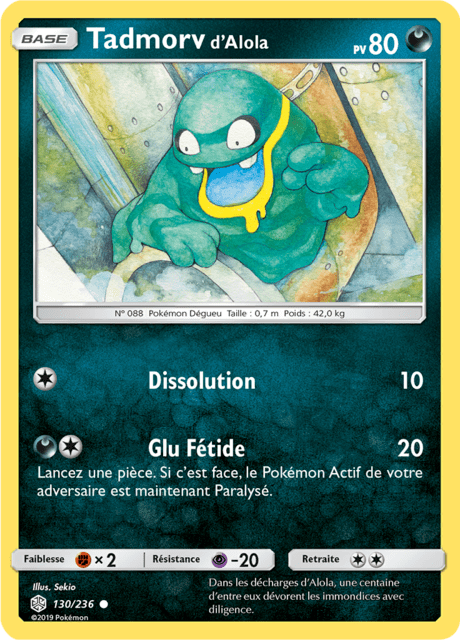 BASE Tadmorv d'Alola PV 80
N° 088 Pokémon Dégueu Taille : 0,7 m Poids : 42,0 kg
Dissolution 10
Glu Fétide 20
Lancez une pièce. Si c'est face, le Pokémon Actif de votre
adversaire est maintenant Paralysé.
Faiblesse ×2 Résistance -20 Retraite
Illus. Sekio
130/236
©2019 Pokémon
Dans les décharges d'Alola, une centaine
d'entre eux dévorent les immondices avec
diligence.